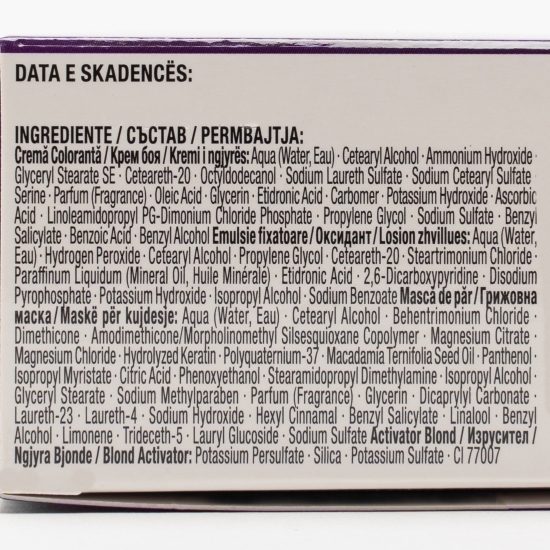 DATA E SKADENCËS:
INGREDIENTE / СЪСТАВ / PERMBAJTJA:
Cremă Colorantă / Крем боя / Kremi i ngjyrës: Aqua (Water, Eau) · Cetearyl Alcohol · Ammonium Hydroxide ·
Glyceryl Stearate SE · Ceteareth-20 · Octyldodecanol · Sodium Laureth Sulfate · Sodium Cetearyl Sulfate ·
Serine · Parfum (Fragrance) · Oleic Acid · Glycerin · Etidronic Acid · Carbomer · Potassium Hydroxide · Ascorbic
Acid · Linoleamidopropyl PG-Dimonium Chloride Phosphate · Propylene Glycol · Sodium Sulfate · Benzyl
Salicylate · Benzoic Acid · Benzyl Alcohol Emulsie fixatoare / Оксидант / Losion zhvillues: Aqua (Water,
Eau) · Hydrogen Peroxide · Cetearyl Alcohol · Propylene Glycol · Ceteareth-20 · Steartrimonium Chloride ·
Paraffinum Liquidum (Mineral Oil, Huile Minérale) · Etidronic Acid · 2,6-Dicarboxypyridine · Disodium
Pyrophosphate · Potassium Hydroxide · Isopropyl Alcohol · Sodium Benzoate Mască de păr / Грижовна
маска / Maskë për kujdesje: Aqua (Water, Eau) · Cetearyl Alcohol · Behentrimonium Chloride ·
Dimethicone · Amodimethicone/Morpholinomethyl Silsesquioxane Copolymer · Magnesium Citrate ·
Magnesium Chloride · Hydrolyzed Keratin · Polyquaternium-37 · Macadamia Ternifolia Seed Oil · Panthenol ·
Isopropyl Myristate · Citric Acid · Phenoxyethanol · Stearamidopropyl Dimethylamine · Isopropyl Alcohol ·
Glyceryl Stearate · Sodium Methylparaben · Parfum (Fragrance) · Glycerin · Dicaprylyl Carbonate ·
Laureth-23 · Laureth-4 · Sodium Hydroxide · Hexyl Cinnamal · Benzyl Salicylate · Linalool · Benzyl
Alcohol · Limonene · Trideceth-5 · Lauryl Glucoside · Sodium Sulfate Activator Blond / Изрусител /
Ngjyra Bjonde / Blond Activator: Potassium Persulfate · Silica · Potassium Sulfate · CI 77007